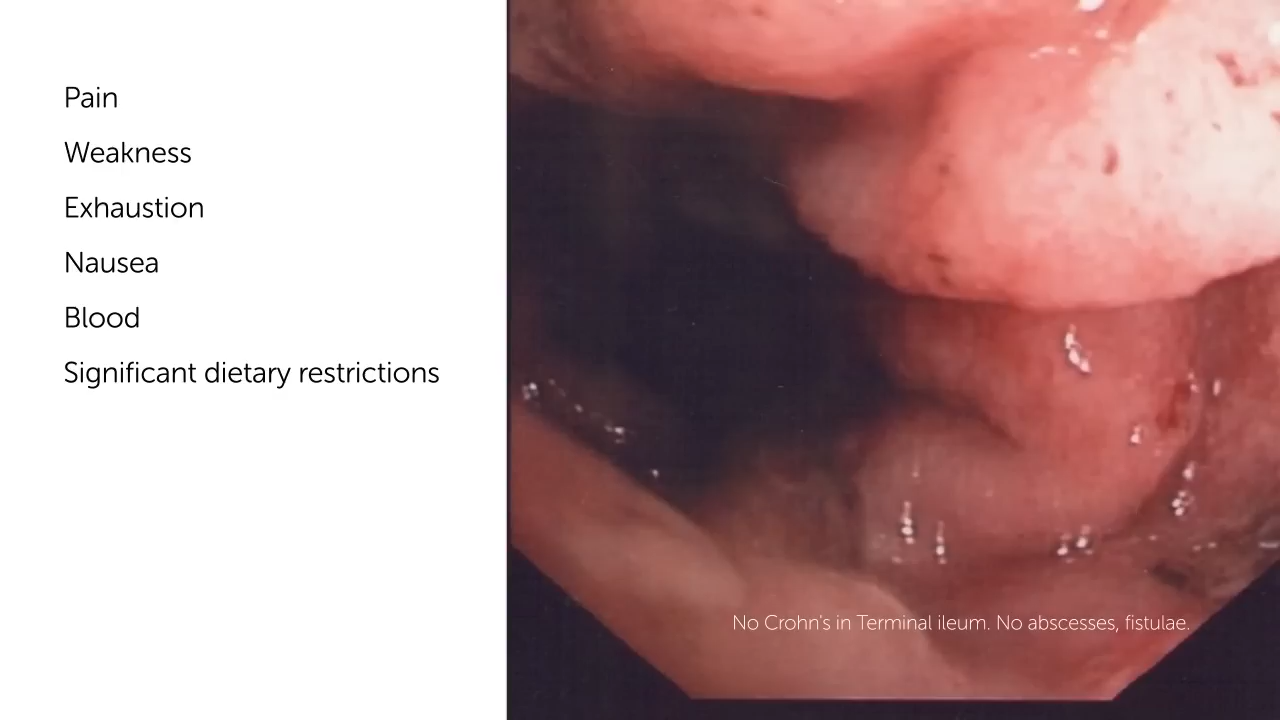 Pain
Weakness
Exhaustion
Nausea
Blood
Significant dietary restrictions
No Crohn's in Terminal ileum. No abscesses, fistulae.